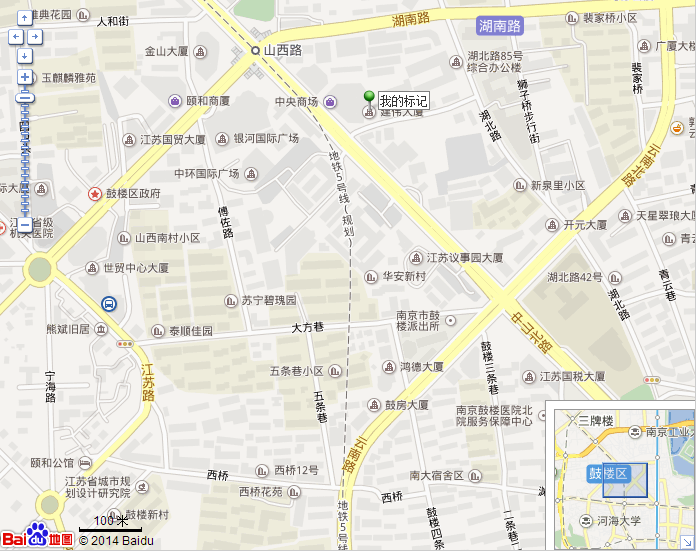 雅典花园
人和街
湖南路
湖南路
裴家桥小区
金山大厦
山西路
湖北路85号
综合办公楼
广厦大
裴家桥
玉麒麟雅苑
颐和商厦
中央商场
我的标记
建伟大厦
狮子桥步行街
湖北路
江苏国贸大厦
银河国际广场
地铁5号线(规划)
云南北路
中环国际广场
际大厦
鼓楼区政府
新泉里小区
江苏省级
机关医院
傅佐路
山西南村小区
开元大厦
天星翠琅大厦
青云
世贸中心大厦
江苏议事园大厦
华安新村
湖北路42号
青云巷
湖北路
苏宁碧瑰园
南京市鼓
楼派出所
中山北路
熊斌旧居
泰顺佳园
大方巷
江苏路
宁海路
五条巷小区
鸿德大厦
鼓楼三条巷
江苏国税大厦
五条巷
鼓房大厦
南京鼓楼医院北
院服务保障中心
三牌楼
南京工业大
云南路
颐和公馆
西桥
西桥12号
南大宿舍区
鼓楼区
江苏省城市规
划设计研究院
西桥花苑
西桥
鼓楼新村
地铁5号线
鼓楼四条
二条巷
河海大学
100 米
Bai du 地图
© 2014 Baidu